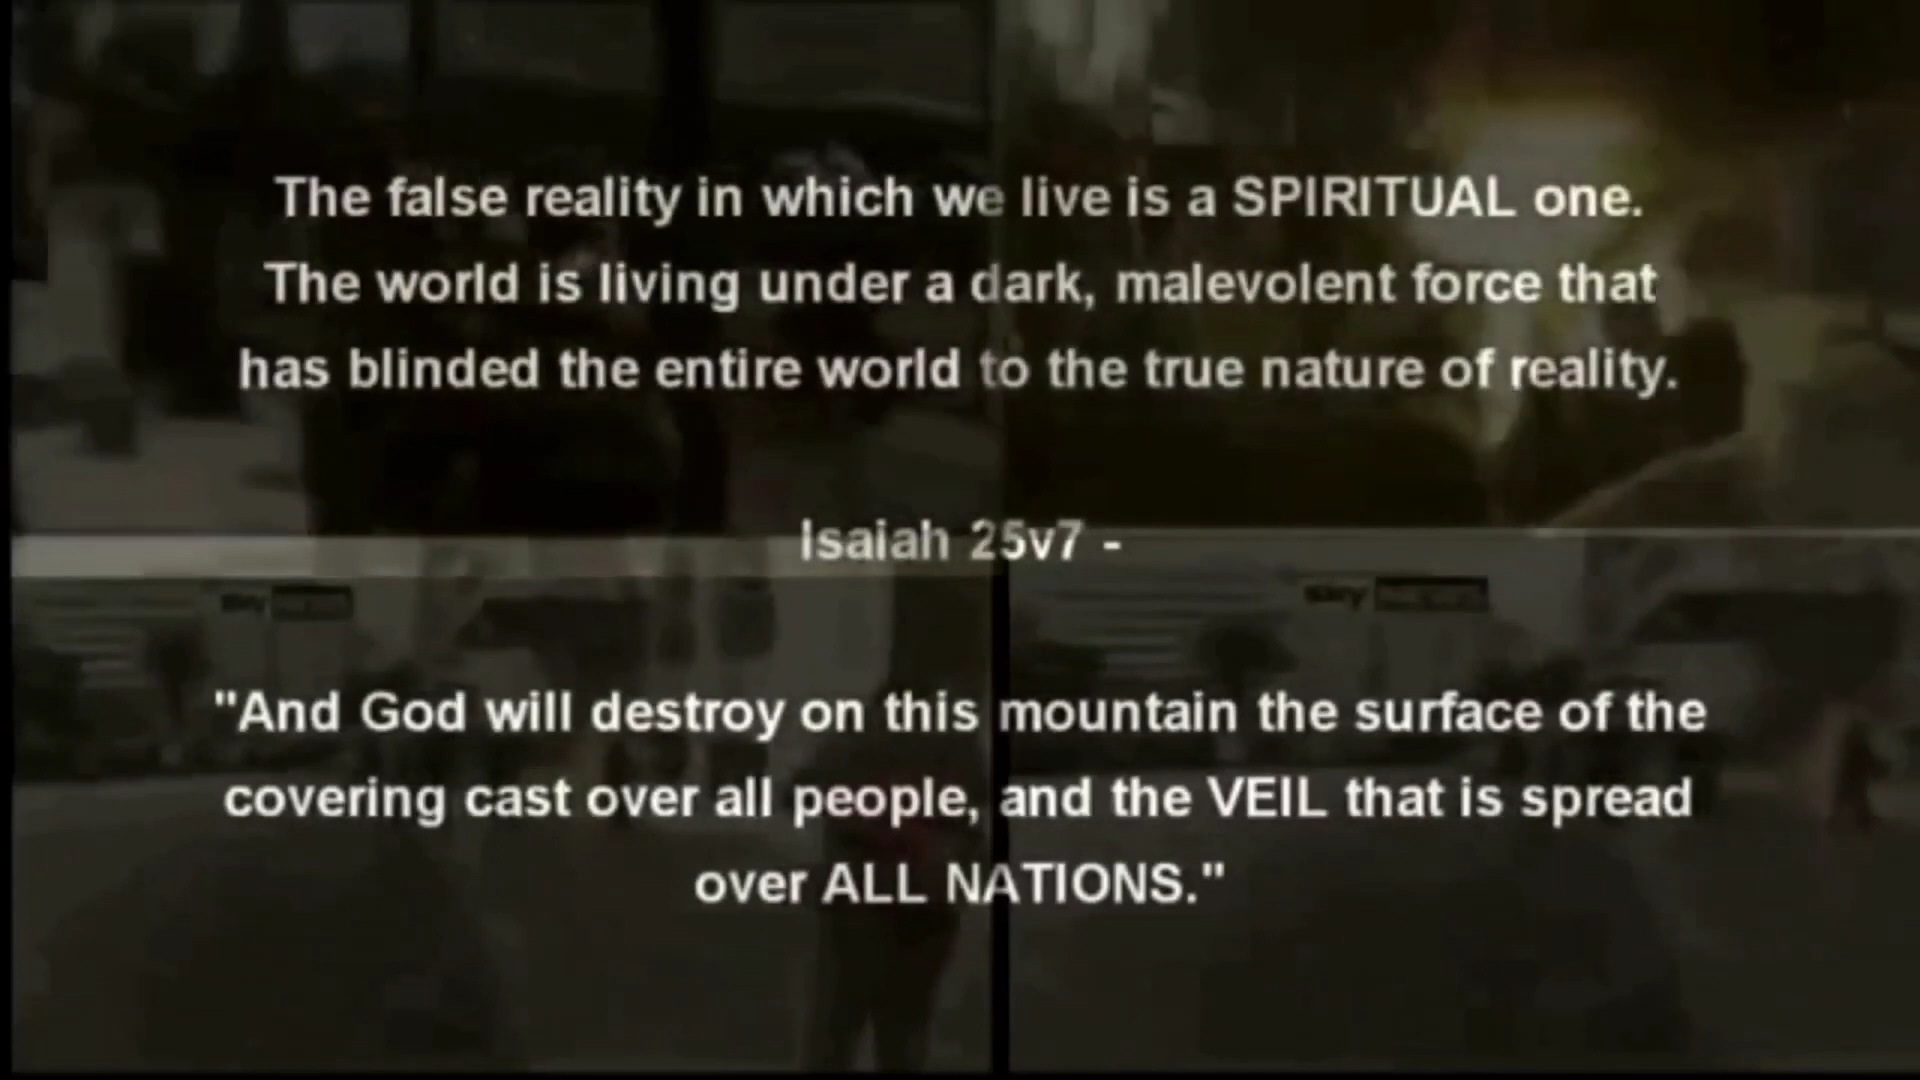 The false reality in which we live is a SPIRITUAL one.
The world is living under a dark, malevolent force that
has blinded the entire world to the true nature of reality.
Isaiah 25v7 -
sky
sky
"And God will destroy on this mountain the surface of the
covering cast over all people, and the VEIL that is spread
over ALL NATIONS."